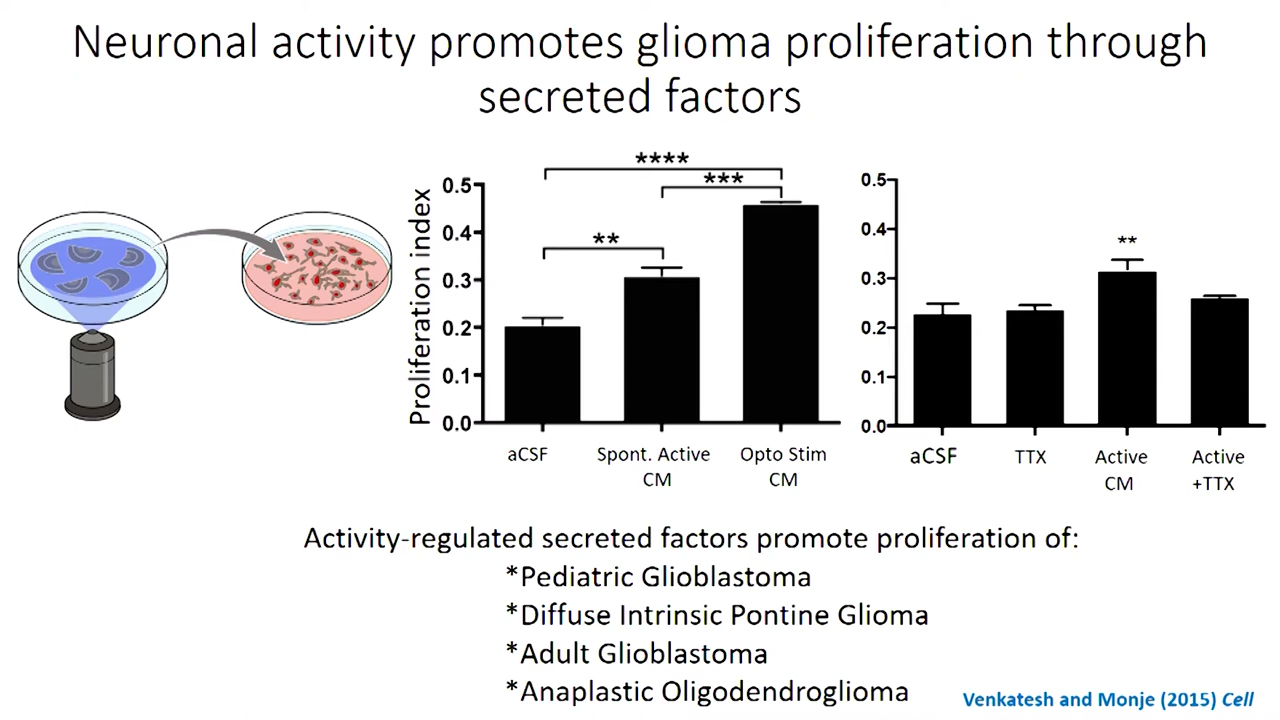 Neuronal activity promotes glioma proliferation through
secreted factors
****
***
**
Proliferation index
0.5
0.4
0.3
0.2
0.1
0.0
aCSF
Spont. Active
CM
Opto Stim
CM
0.5
0.4
0.3
0.2
0.1
0.0
**
aCSF
TTX
Active
CM
Active
+TTX
Activity-regulated secreted factors promote proliferation of:
*Pediatric Glioblastoma
*Diffuse Intrinsic Pontine Glioma
*Adult Glioblastoma
*Anaplastic Oligodendroglioma
Venkatesh and Monje (2015) Cell